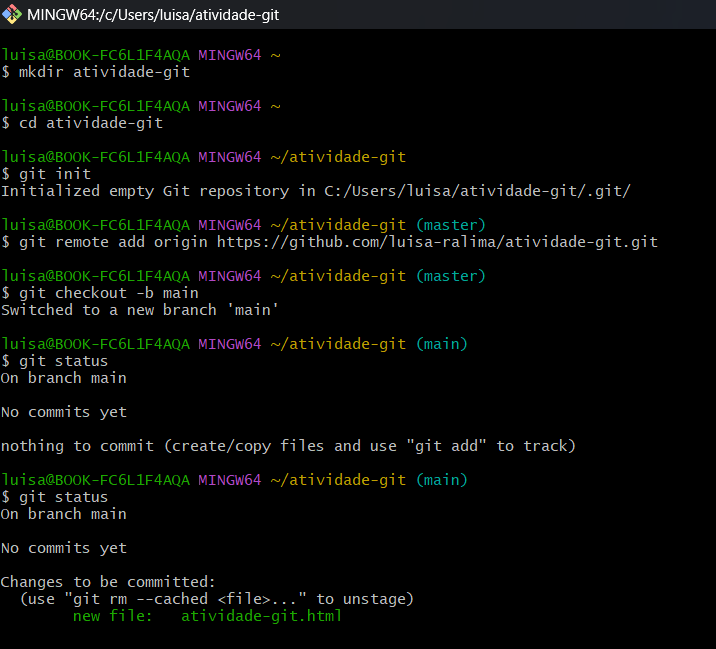 MINGW64:/c/Users/luisa/atividade-git
luisa@BOOK-FC6L1F4AQA MINGW64 ~
$ mkdir atividade-git
luisa@BOOK-FC6L1F4AQA MINGW64 ~
$ cd atividade-git
luisa@BOOK-FC6L1F4AQA MINGW64 ~/atividade-git
$ git init
Initialized empty Git repository in C:/Users/luisa/atividade-git/.git/
luisa@BOOK-FC6L1F4AQA MINGW64 ~/atividade-git (master)
$ git remote add origin https://github.com/luisa-ralima/atividade-git.git
luisa@BOOK-FC6L1F4AQA MINGW64 ~/atividade-git (master)
$ git checkout -b main
Switched to a new branch 'main'
luisa@BOOK-FC6L1F4AQA MINGW64 ~/atividade-git (main)
$ git status
On branch main
No commits yet
nothing to commit (create/copy files and use "git add" to track)
luisa@BOOK-FC6L1F4AQA MINGW64 ~/atividade-git (main)
$ git status
On branch main
No commits yet
Changes to be committed:
  (use "git rm --cached <file>..." to unstage)
        new file:   atividade-git.html